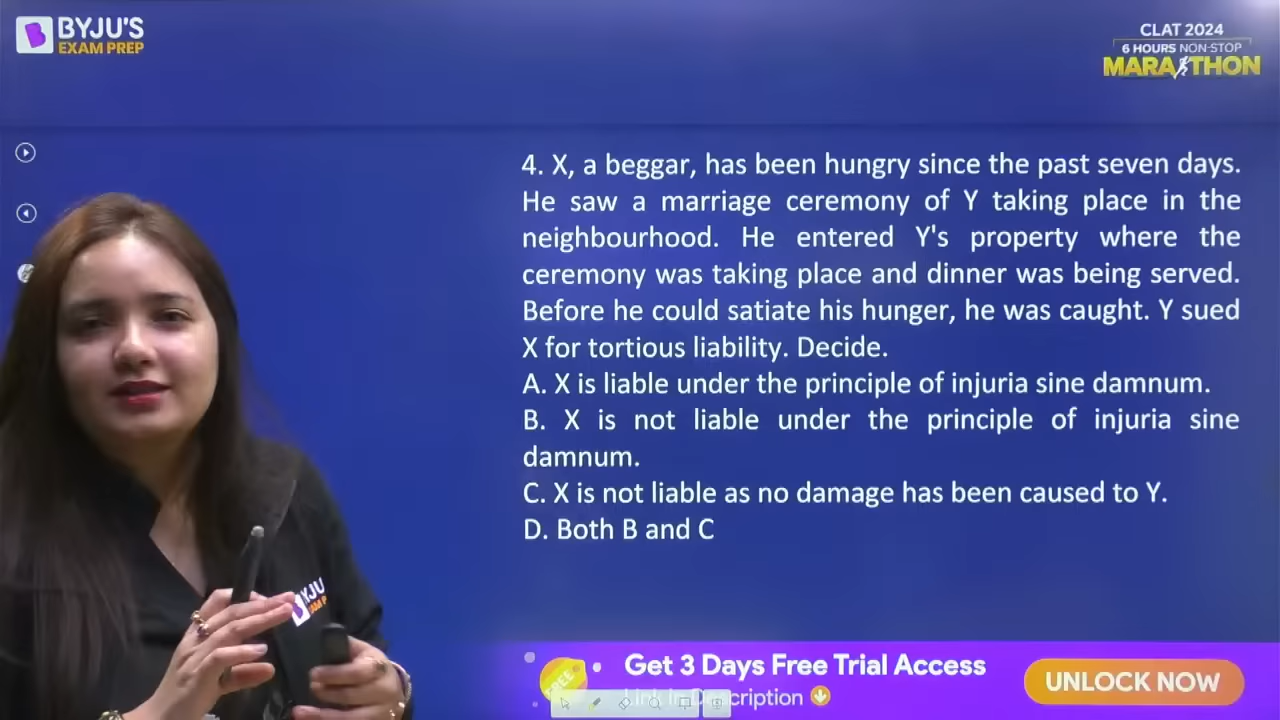 BYJU'S
EXAM PREP
CLAT 2024
6 HOURS NON-STOP
MARATHON
4. X, a beggar, has been hungry since the past seven days.
He saw a marriage ceremony of Y taking place in the
neighbourhood. He entered Y's property where the
ceremony was taking place and dinner was being served.
Before he could satiate his hunger, he was caught. Y sued
X for tortious liability. Decide.
A. X is liable under the principle of injuria sine damnum.
B. X is not liable under the principle of injuria sine
damnum.
C. X is not liable as no damage has been caused to Y.
D. Both B and C
FREE
Get 3 Days Free Trial Access
Link In Description
UNLOCK NOW